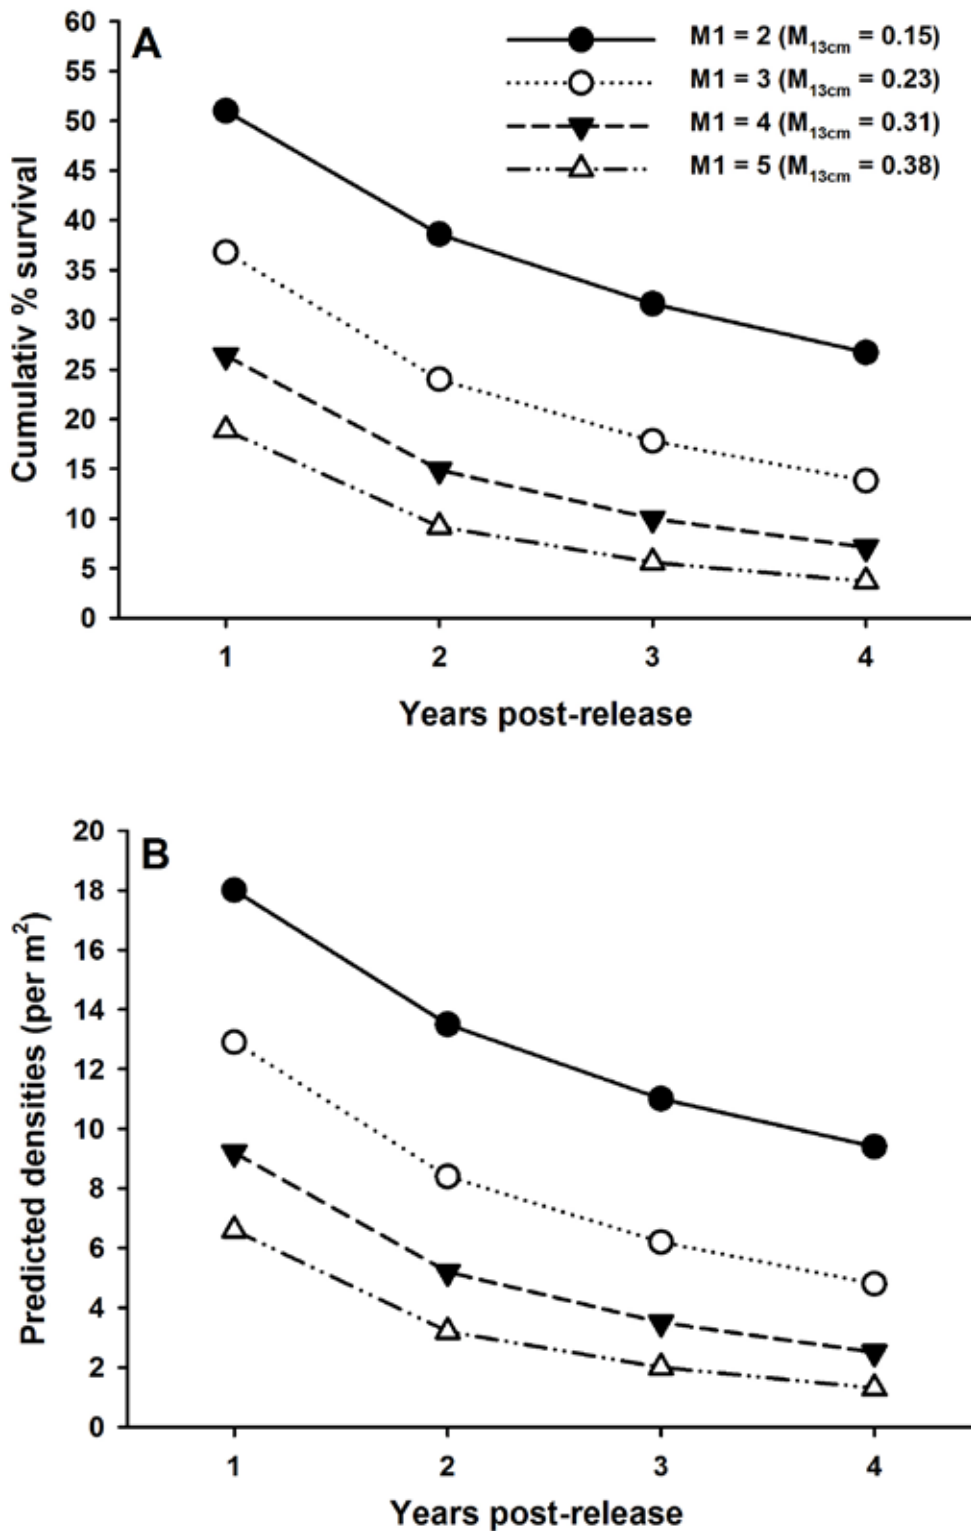 A
M1 = 2 (M13cm = 0.15)
M1 = 3 (M13cm = 0.23)
M1 = 4 (M13cm = 0.31)
M1 = 5 (M13cm = 0.38)
Cumulativ % survival
60
55
50
45
40
35
30
25
20
15
10
5
0
1 2 3 4
Years post-release
B
Predicted densities (per m2)
20
18
16
14
12
10
8
6
4
2
0
1 2 3 4
Years post-release